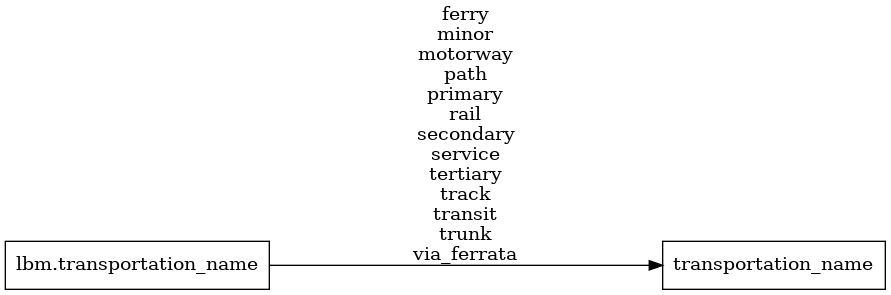 ferry
minor
motorway
path
primary
rail
secondary
service
tertiary
track
transit
trunk
via_ferrata
lbm.transportation_name
transportation_name